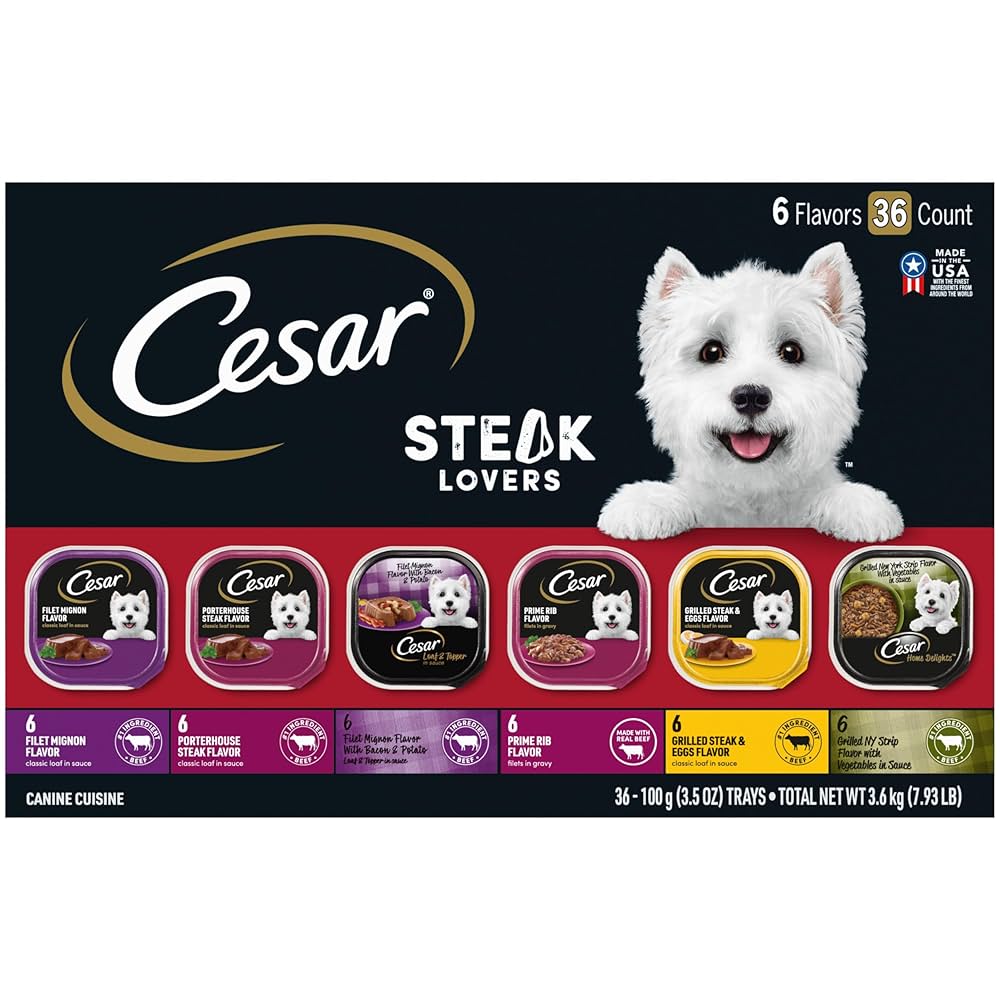 6 Flavors 36 Count
MADE
IN THE
USA
WITH THE FINEST
INGREDIENTS FROM
AROUND THE WORLD
Cesar®
STEAK
LOVERS
™
Cesar
FILET MIGNON
FLAVOR
classic loaf in sauce
Cesar
PORTERHOUSE
STEAK FLAVOR
classic loaf in sauce
Filet Mignon
Flavor With Bacon
& Potato
Cesar
Loaf & Topper
in sauce
Cesar
PRIME RIB
FLAVOR
filets in gravy
Cesar
GRILLED STEAK &
EGGS FLAVOR
classic loaf in sauce
Grilled New York Strip Flavor
With Vegetables
in sauce
Cesar
Home Delights™
6
FILET MIGNON
FLAVOR
classic loaf in sauce
#1 INGREDIENT
BEEF
6
PORTERHOUSE
STEAK FLAVOR
classic loaf in sauce
#1 INGREDIENT
BEEF
6
Filet Mignon Flavor
With Bacon & Potato
Loaf & Topper in sauce
#1 INGREDIENT
BEEF
6
PRIME RIB
FLAVOR
filets in gravy
MADE WITH
REAL BEEF
6
GRILLED STEAK &
EGGS FLAVOR
classic loaf in sauce
#1 INGREDIENT
BEEF
6
Grilled NY Strip
Flavor with
Vegetables in Sauce
#1 INGREDIENT
BEEF
CANINE CUISINE
36 - 100 g (3.5 OZ) TRAYS • TOTAL NET WT 3.6 kg (7.93 LB)